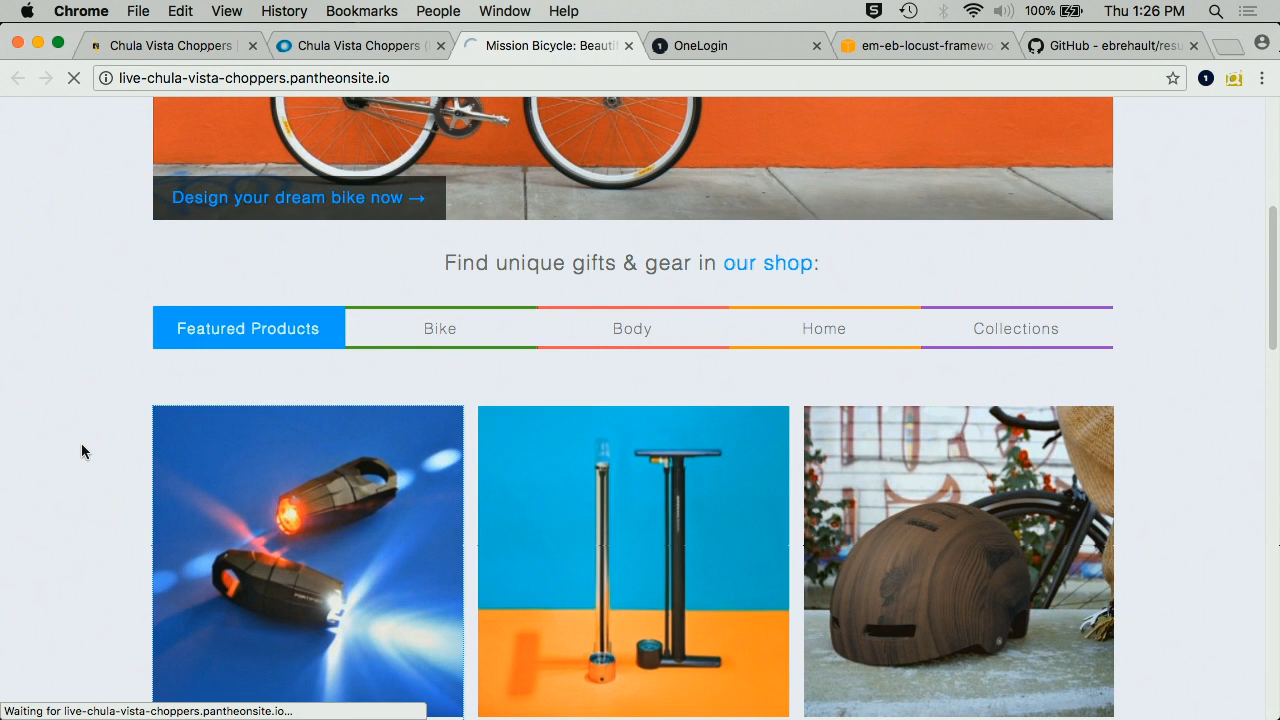 Chrome File Edit View History Bookmarks People Window Help 100% Thu 1:26 PM
Chula Vista Choppers Chula Vista Choppers ( Mission Bicycle: Beauti OneLogin em-eb-locust-framewo GitHub - ebrehault/resu
live-chula-vista-choppers.pantheonsite.io
Design your dream bike now →
Find unique gifts & gear in our shop:
Featured Products Bike Body Home Collections
Waiting for live-chula-vista-choppers.pantheonsite.io...